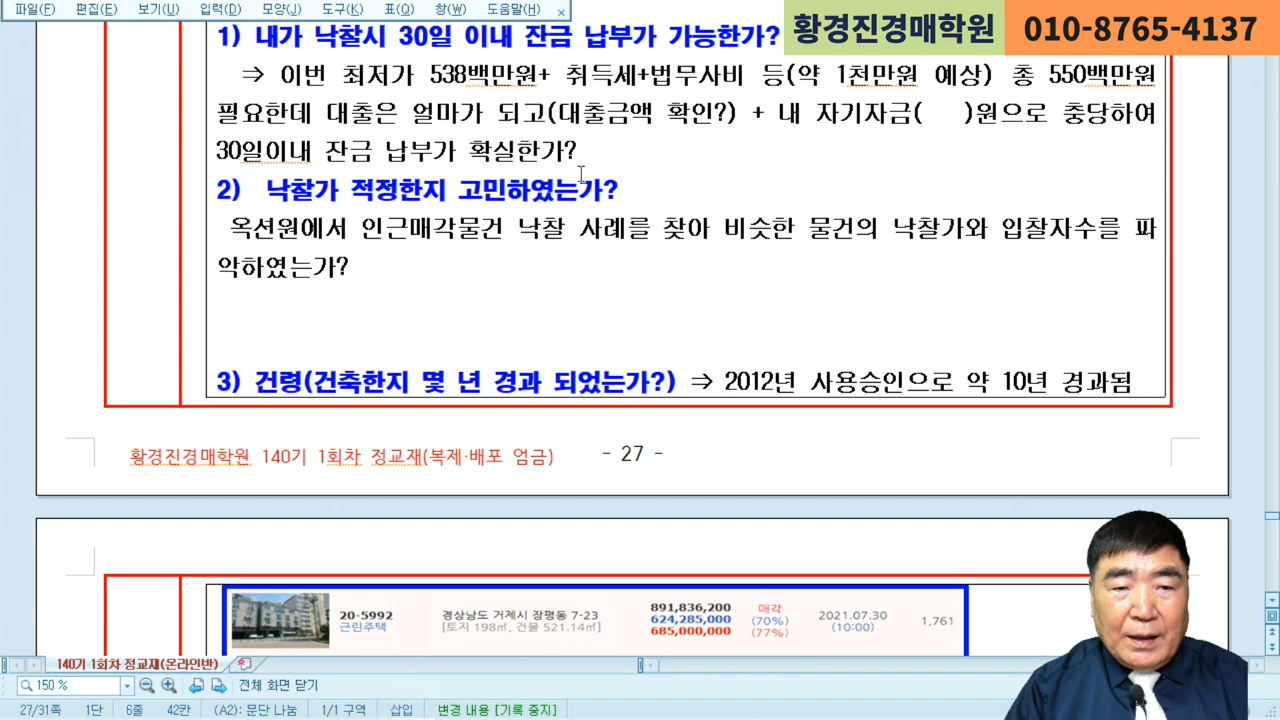 파일(F) 편집(E) 보기(U) 입력(D) 모양(J) 도구(K) 표(Q) 창(W) 도움말(H)
황경진경매학원 010-8765-4137
1) 내가 낙찰시 30일 이내 잔금 납부가 가능한가?
⇒ 이번 최저가 538백만원+ 취득세+법무사비 등(약 1천만원 예상) 총 550백만원
필요한데 대출은 얼마가 되고(대출금액 확인?) + 내 자기자금( )원으로 충당하여
30일이내 잔금 납부가 확실한가?
2) 낙찰가 적정한지 고민하였는가?
옥션원에서 인근매각물건 낙찰 사례를 찾아 비슷한 물건의 낙찰가와 입찰자수를 파
악하였는가?
3) 건령(건축한지 몇 년 경과 되었는가?) ⇒ 2012년 사용승인으로 약 10년 경과됨
황경진경매학원 140기 1회차 정교재(복제·배포 엄금) - 27 -
20-5992 경상남도 거제시 장평동 7-23 891,836,200 매각 2021.07.30 1,761
근린주택 [토지 198㎡, 건물 521.14㎡] 624,285,000 (70%) (10:00)
685,000,000 (77%)
140기 1회차 정교재(온라인반)
150 % 전체 화면 닫기
27/31쪽 1단 6줄 42칸 (A2): 문단 나눔 1/1 구역 삽입 변경 내용 [기록 중지]